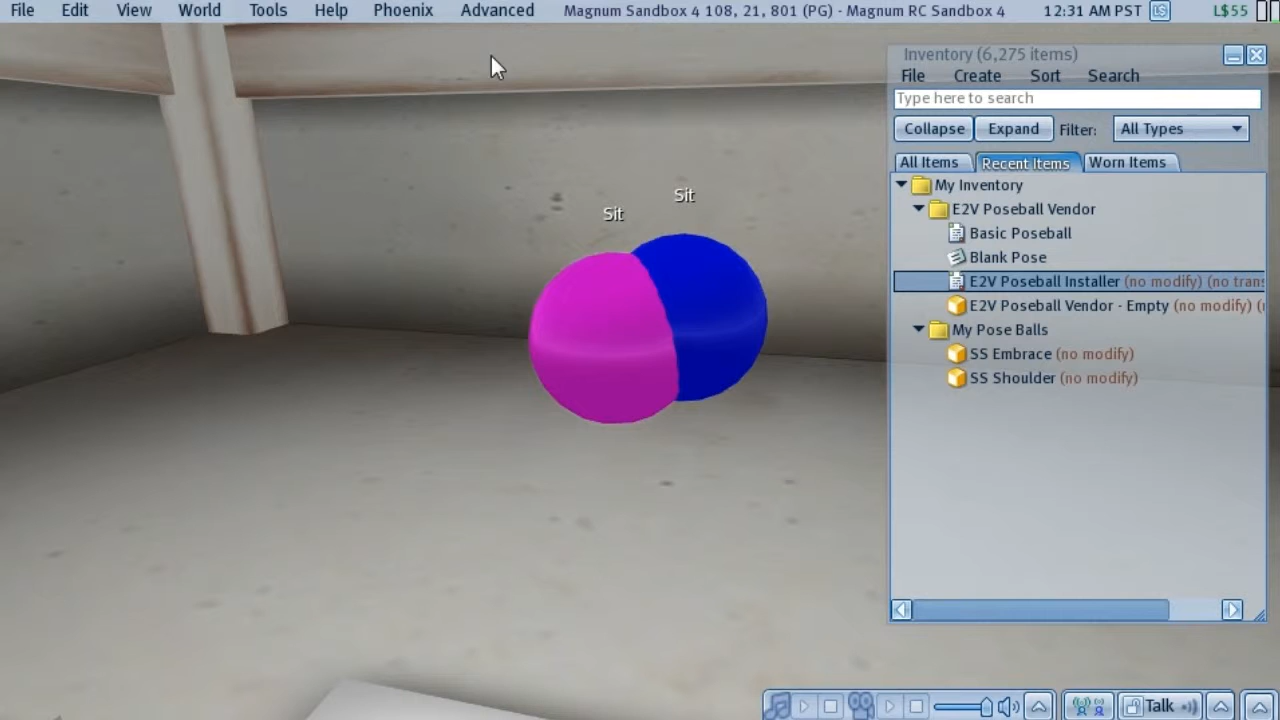 File Edit View World Tools Help Phoenix Advanced Magnum Sandbox 4 108, 21, 801 (PG) - Magnum RC Sandbox 4 12:31 AM PST LS L$55
Inventory (6,275 items)
File Create Sort Search
Type here to search
Collapse Expand Filter: All Types
All Items Recent Items Worn Items
My Inventory
E2V Poseball Vendor
Basic Poseball
Blank Pose
E2V Poseball Installer (no modify) (no trans
E2V Poseball Vendor - Empty (no modify) (
My Pose Balls
SS Embrace (no modify)
SS Shoulder (no modify)
Sit
Sit
Talk